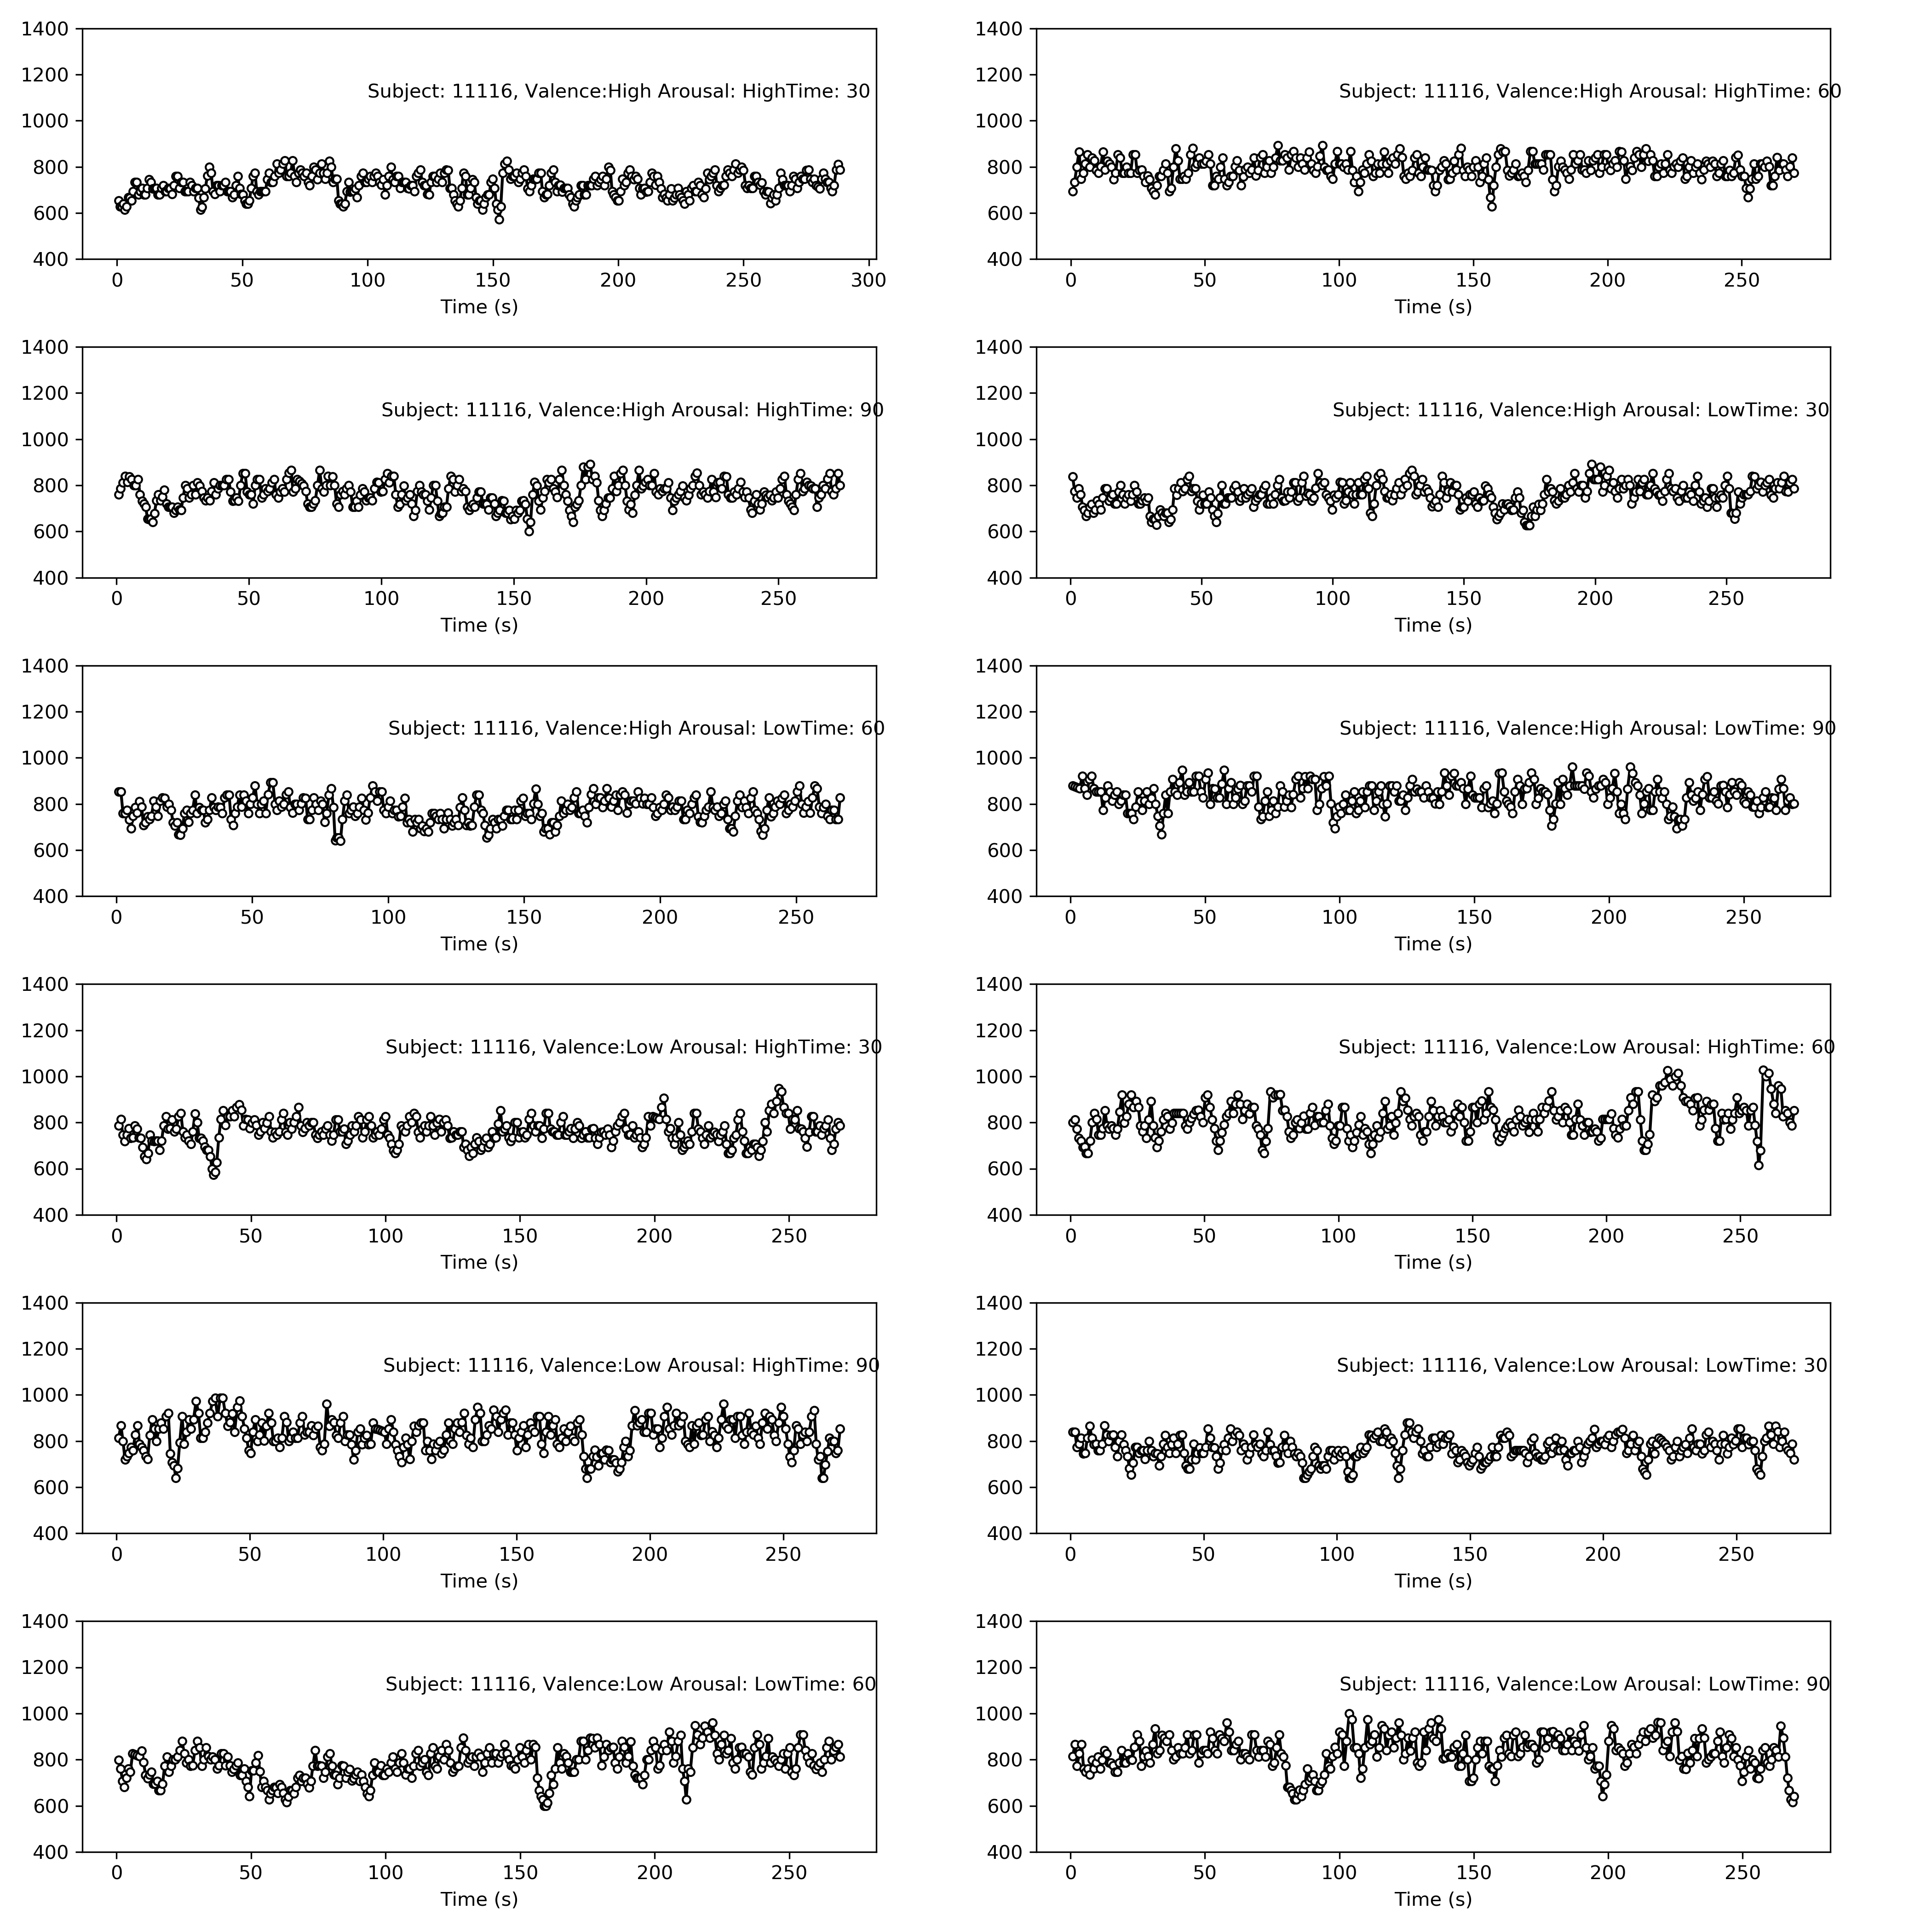 1400 1400
1200 1200
Subject: 11116, Valence:High Arousal: HighTime: 30 Subject: 11116, Valence:High Arousal: HighTime: 60
1000 1000
800 800
600 600
400 400
0 50 100 150 200 250 300 0 50 100 150 200 250
Time (s) Time (s)
1400 1400
1200 1200
Subject: 11116, Valence:High Arousal: HighTime: 90 Subject: 11116, Valence:High Arousal: LowTime: 30
1000 1000
800 800
600 600
400 400
0 50 100 150 200 250 0 50 100 150 200 250
Time (s) Time (s)
1400 1400
1200 1200
Subject: 11116, Valence:High Arousal: LowTime: 60 Subject: 11116, Valence:High Arousal: LowTime: 90
1000 1000
800 800
600 600
400 400
0 50 100 150 200 250 0 50 100 150 200 250
Time (s) Time (s)
1400 1400
1200 1200
Subject: 11116, Valence:Low Arousal: HighTime: 30 Subject: 11116, Valence:Low Arousal: HighTime: 60
1000 1000
800 800
600 600
400 400
0 50 100 150 200 250 0 50 100 150 200 250
Time (s) Time (s)
1400 1400
1200 1200
Subject: 11116, Valence:Low Arousal: HighTime: 90 Subject: 11116, Valence:Low Arousal: LowTime: 30
1000 1000
800 800
600 600
400 400
0 50 100 150 200 250 0 50 100 150 200 250
Time (s) Time (s)
1400 1400
1200 1200
Subject: 11116, Valence:Low Arousal: LowTime: 60 Subject: 11116, Valence:Low Arousal: LowTime: 90
1000 1000
800 800
600 600
400 400
0 50 100 150 200 250 0 50 100 150 200 250
Time (s) Time (s)